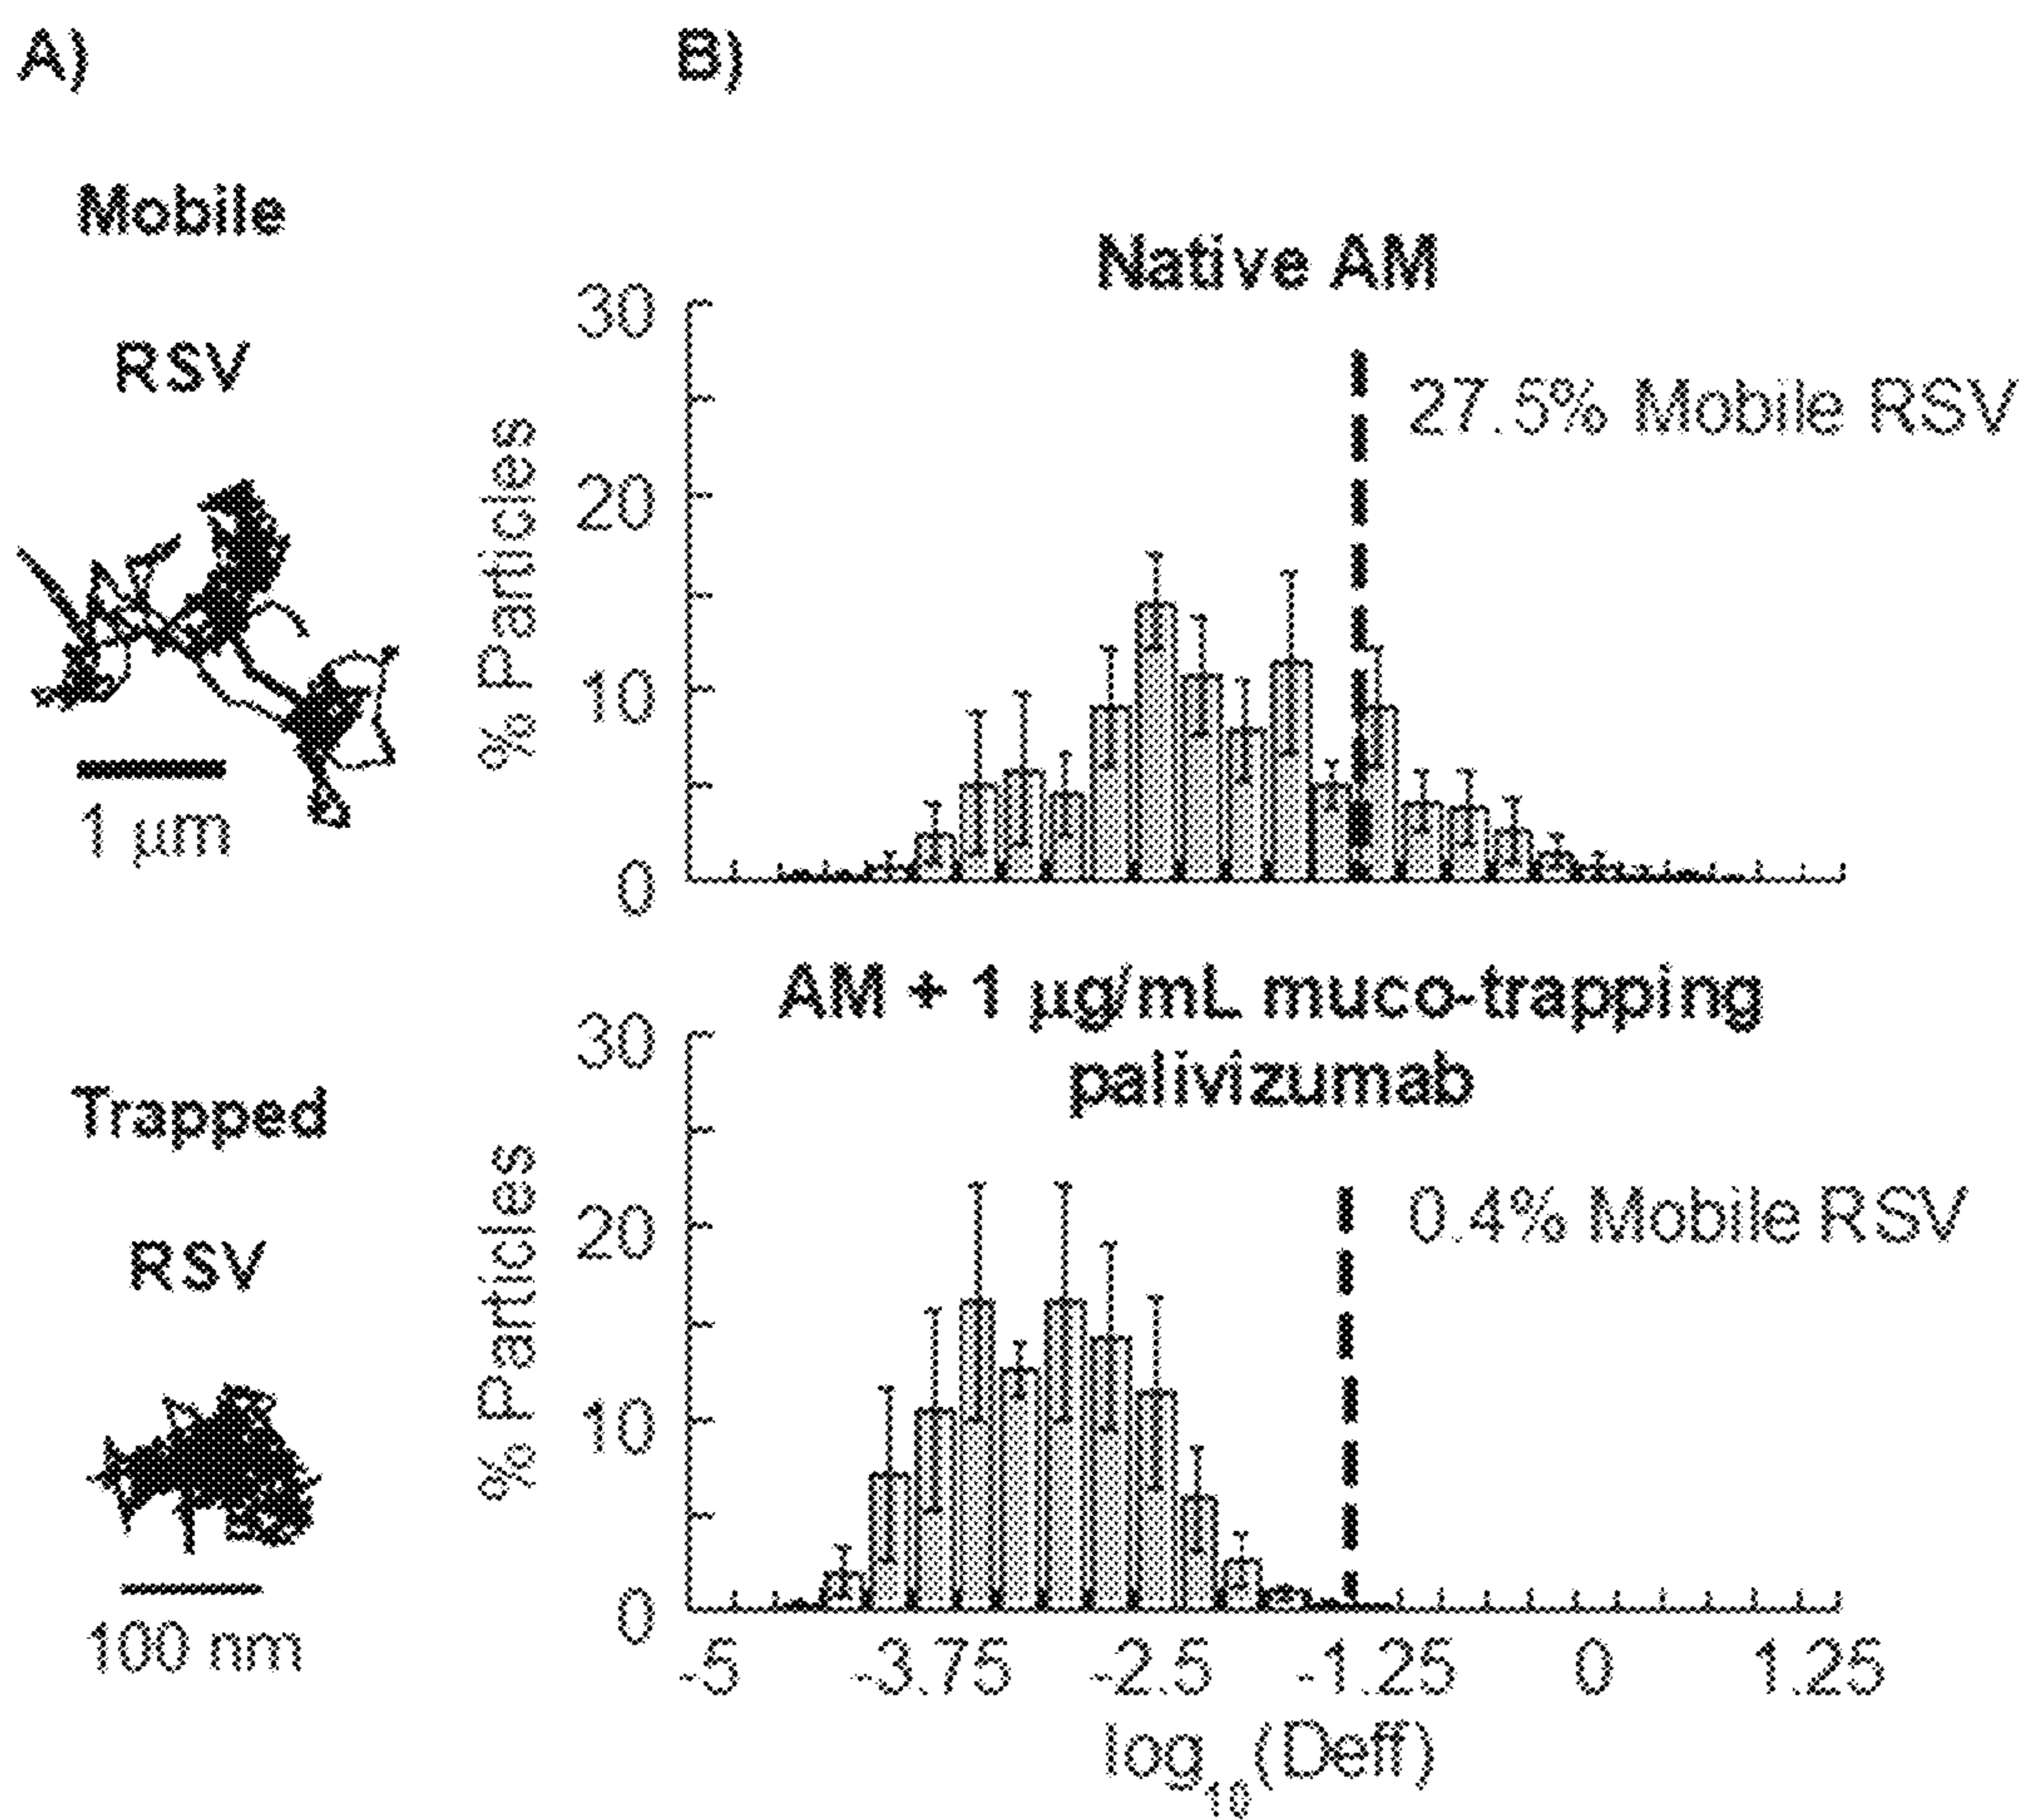 A)
Mobile
RSV
1 μm
Trapped
RSV
100 nm
B)
Native AM
30
20
10
0
% Particles
27.5% Mobile RSV
AM + 1 μg/mL muco-trapping
palivizumab
30
20
10
0
% Particles
0.4% Mobile RSV
-5 -3.75 -2.5 -1.25 0 1.25
log10(Deff)